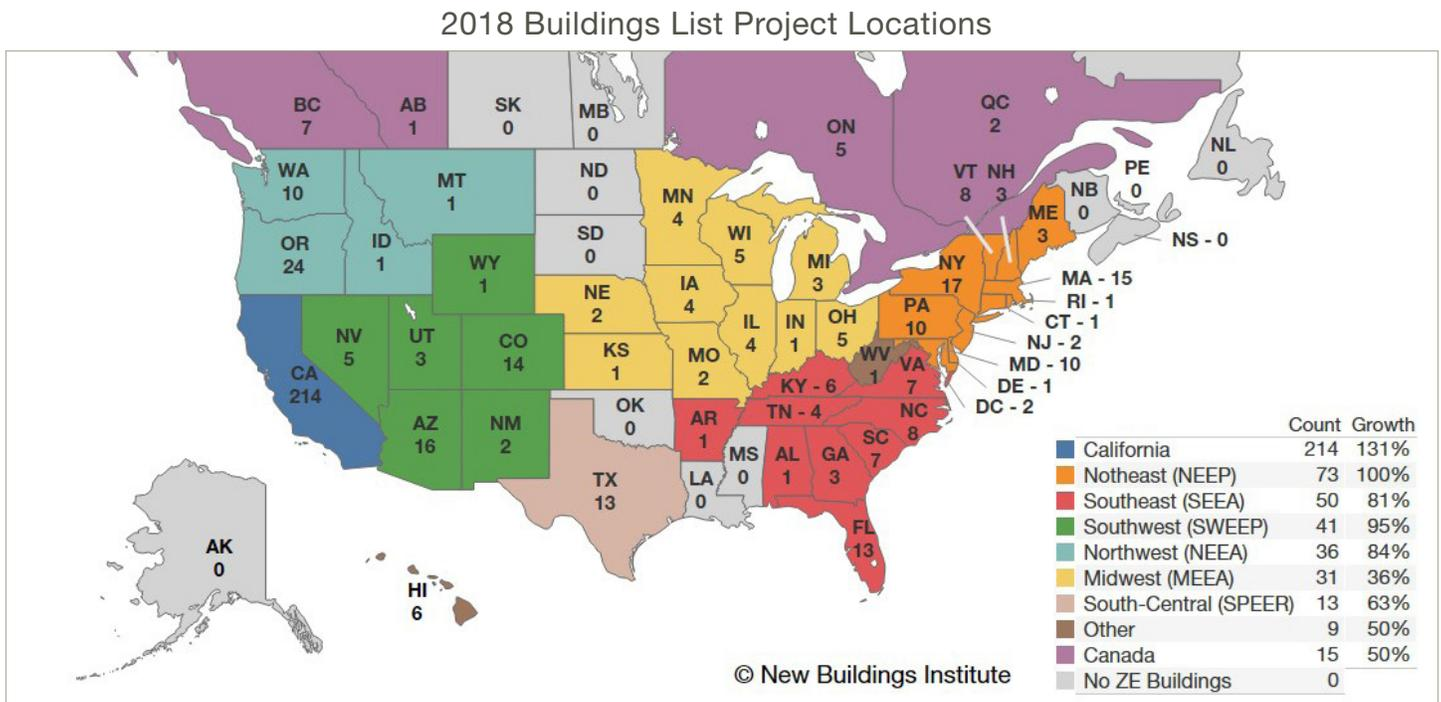 2018 Buildings List Project Locations
BC
7
AB
1
SK
0
MB
0
ON
5
QC
2
NL
0
PE
0
NB
0
NS - 0
WA
10
MT
1
ND
0
MN
4
VT
8
NH
3
ME
3
OR
24
ID
1
SD
0
WI
5
MI
3
NY
17
MA - 15
RI - 1
CT - 1
NJ - 2
MD - 10
DE - 1
DC - 2
WY
1
NE
2
IA
4
IL
4
IN
1
OH
5
PA
10
NV
5
UT
3
CO
14
KS
1
MO
2
WV
1
VA
7
CA
214
KY - 6
AZ
16
NM
2
OK
0
AR
1
TN - 4
NC
8
SC
7
TX
13
LA
0
MS
0
AL
1
GA
3
FL
13
AK
0
HI
6
Count Growth
California 214 131%
Notheast (NEEP) 73 100%
Southeast (SEEA) 50 81%
Southwest (SWEEP) 41 95%
Northwest (NEEA) 36 84%
Midwest (MEEA) 31 36%
South-Central (SPEER) 13 63%
Other 9 50%
Canada 15 50%
No ZE Buildings 0
© New Buildings Institute